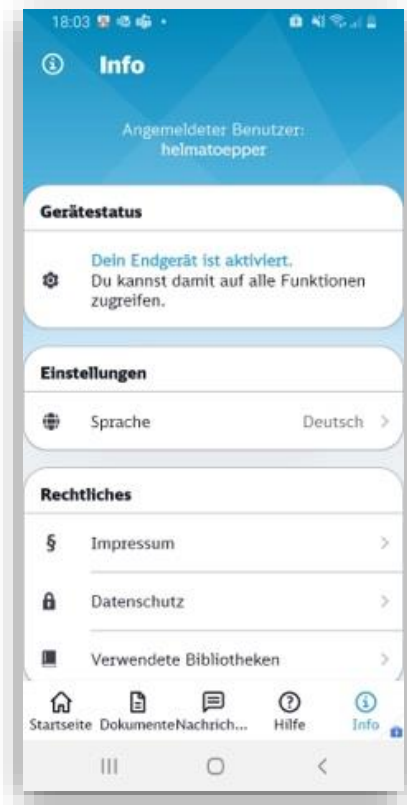 18:03
Info
Angemeldeter Benutzer:
helmatoepper
Gerätestatus
Dein Endgerät ist aktiviert.
Du kannst damit auf alle Funktionen
zugreifen.
Einstellungen
Sprache Deutsch
Rechtliches
§ Impressum
Datenschutz
Verwendete Bibliotheken
Startseite Dokumente Nachrich... Hilfe Info